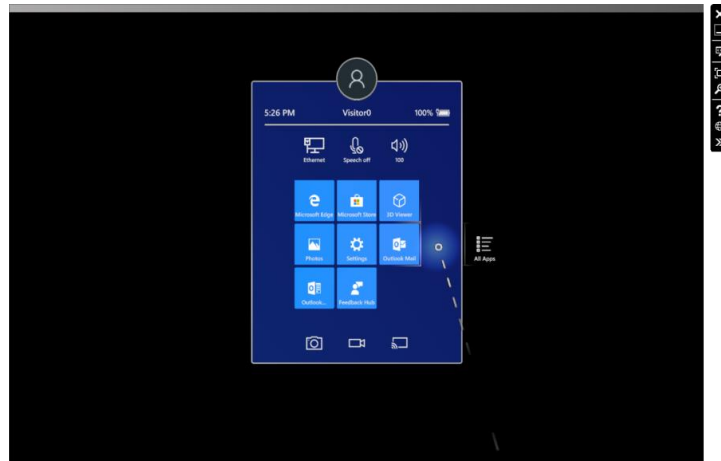 5:26 PM Visitor0 100%
Ethernet Speech off 100
Microsoft Edge Microsoft Store 3D Viewer
Photos Settings Outlook Mail
All Apps
Outlook... Feedback Hub